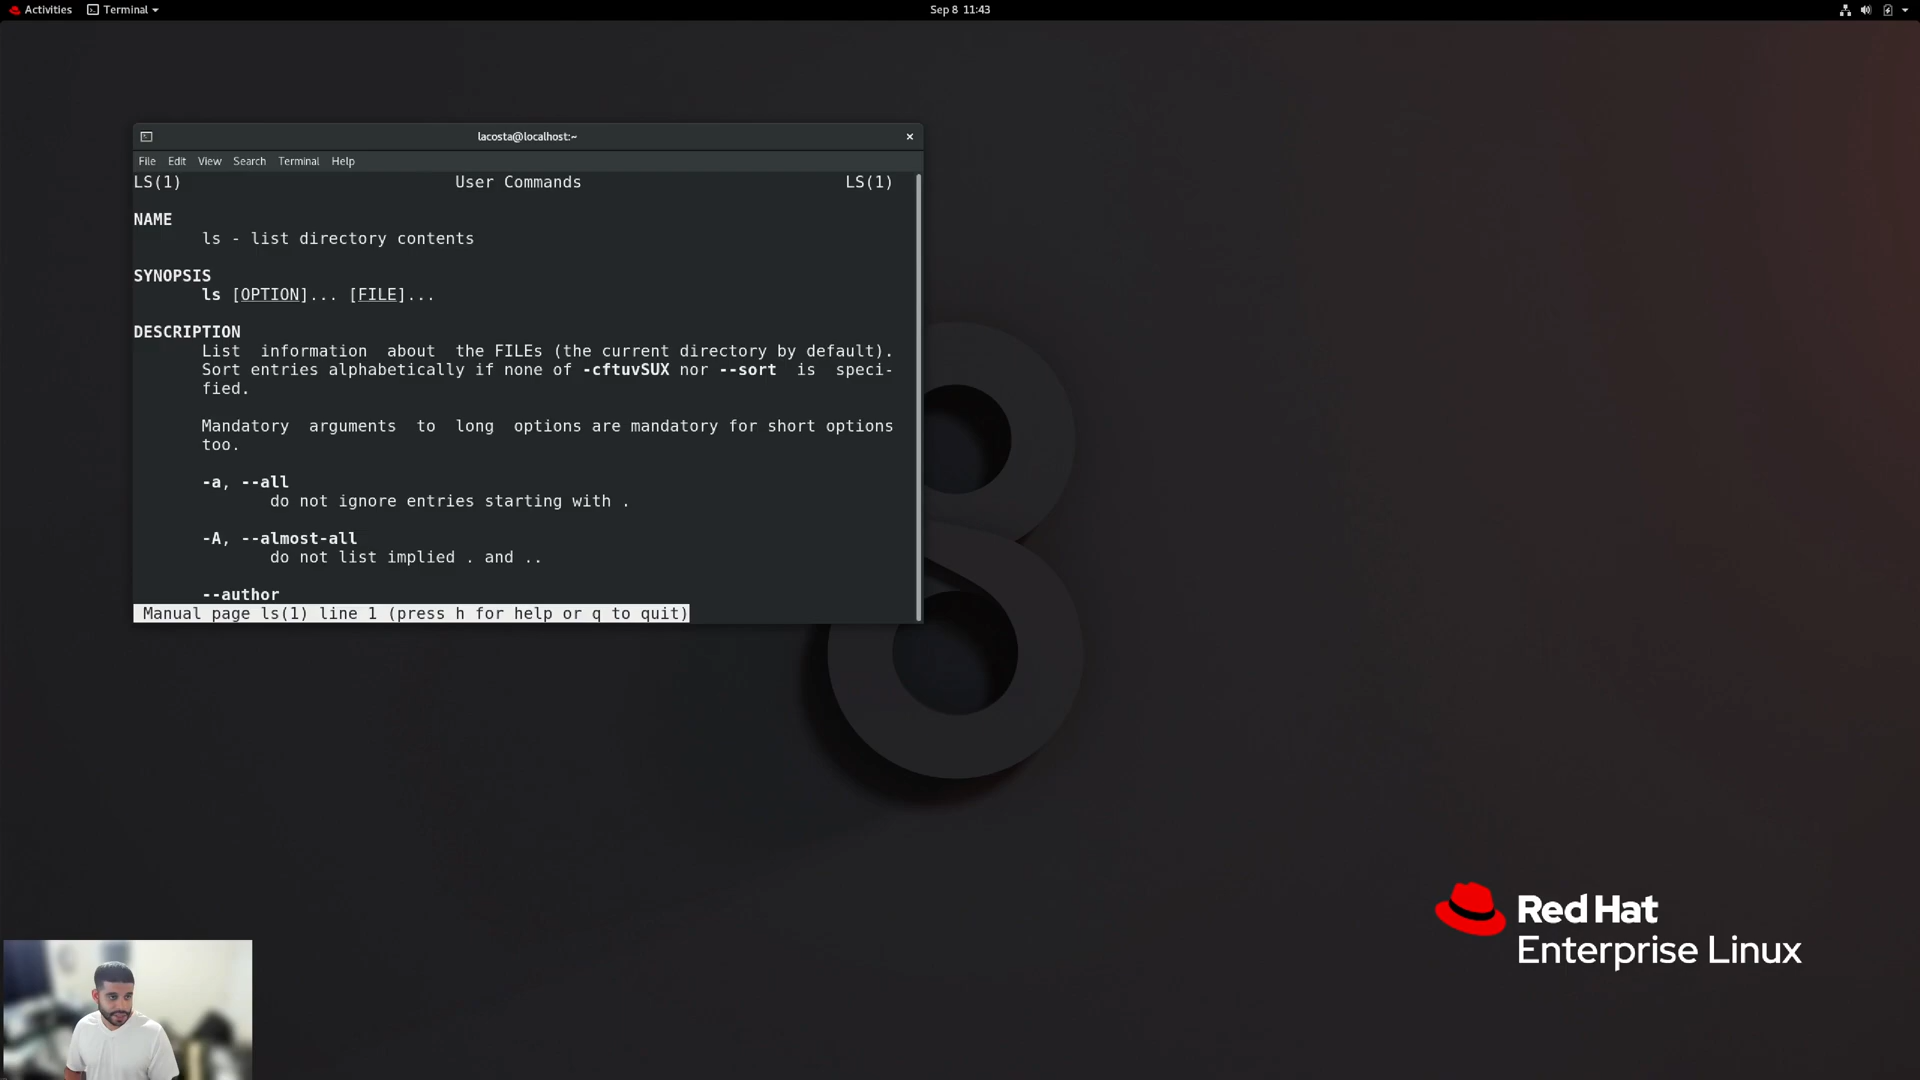 Activities Terminal Sep 8 11:43
lacosta@localhost:~
File Edit View Search Terminal Help
LS(1) User Commands LS(1)
NAME
ls - list directory contents
SYNOPSIS
ls [OPTION]... [FILE]...
DESCRIPTION
List information about the FILEs (the current directory by default).
Sort entries alphabetically if none of -cftuvSUX nor --sort is speci-
fied.
Mandatory arguments to long options are mandatory for short options
too.
-a, --all
do not ignore entries starting with .
-A, --almost-all
do not list implied . and ..
--author
Manual page ls(1) line 1 (press h for help or q to quit)
8
Red Hat
Enterprise Linux